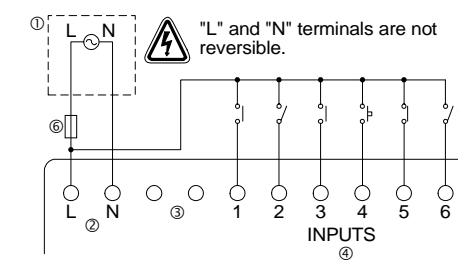 ① L N "L" and "N" terminals are not
reversible.
⑥
L N 1 2 3 4 5 6
② ③
INPUTS
④